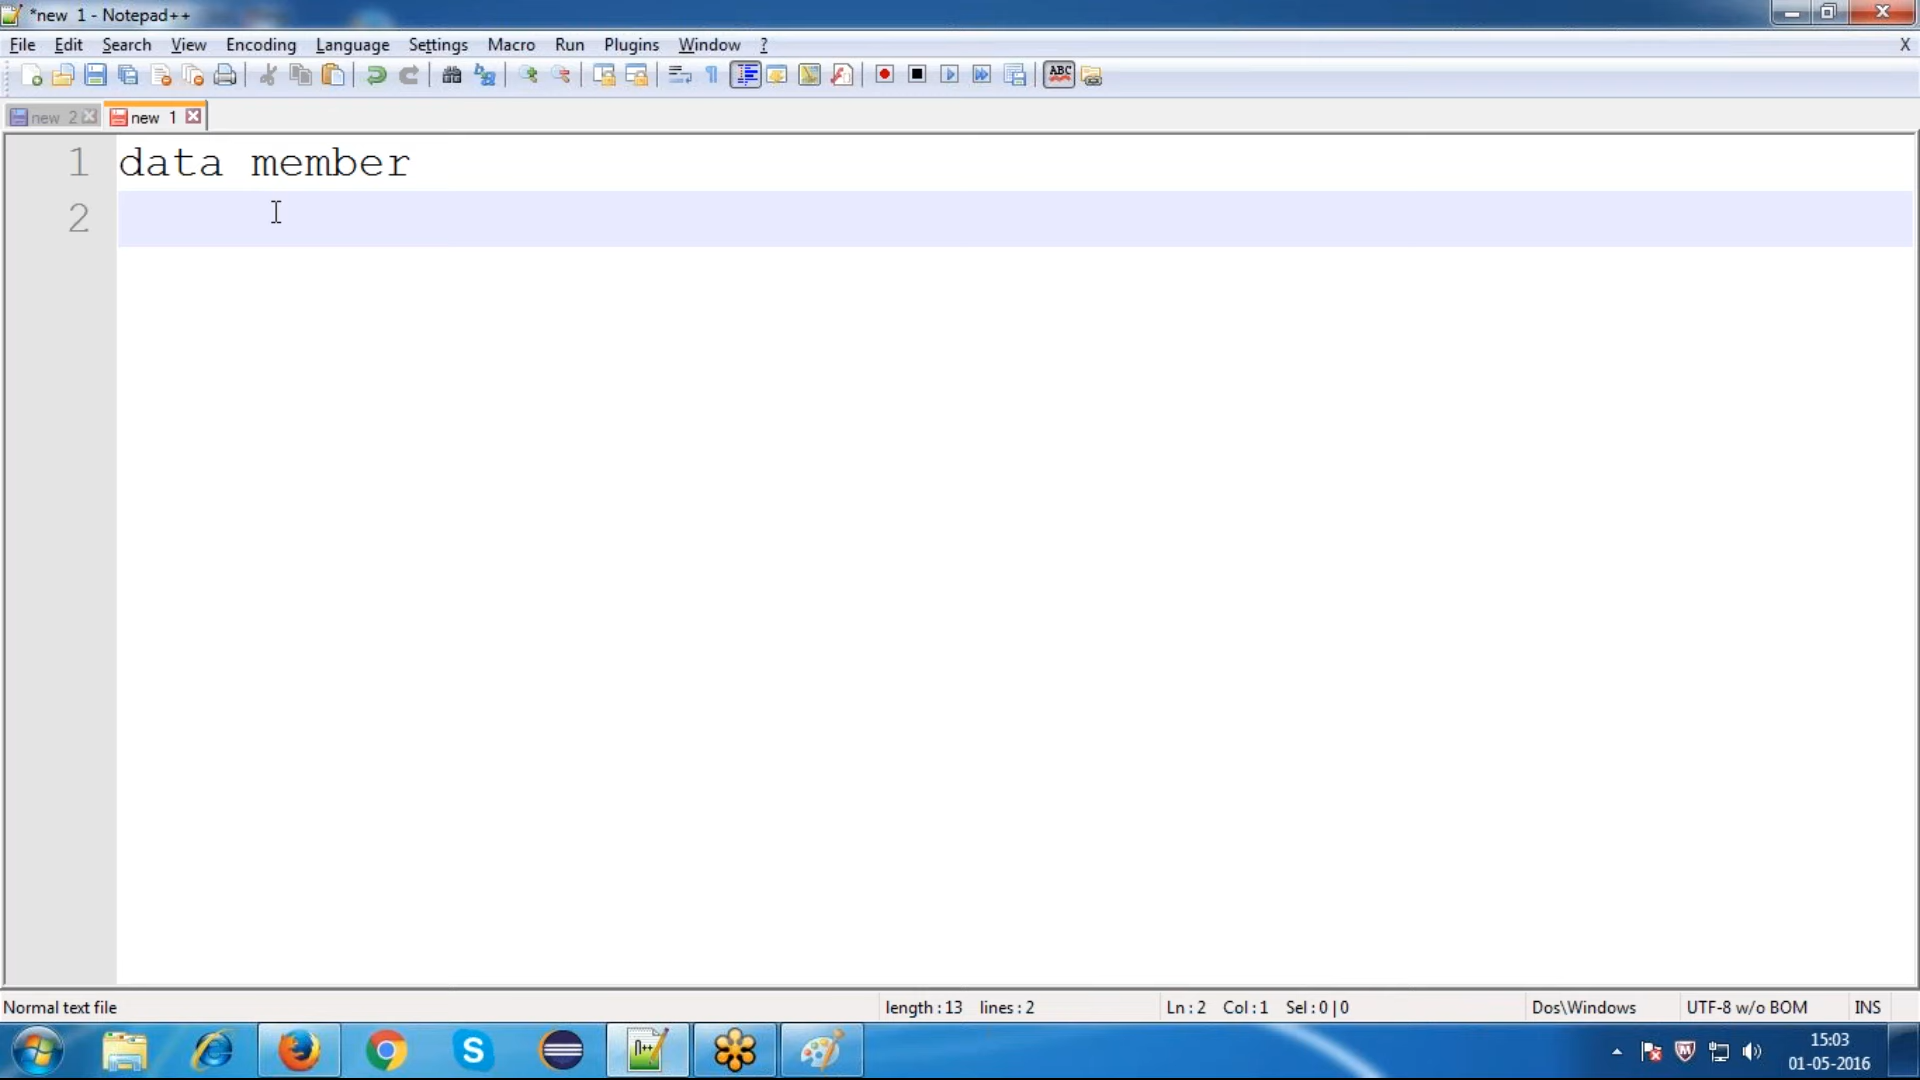 *new 1 - Notepad++
File Edit Search View Encoding Language Settings Macro Run Plugins Window ? X
ABC
new 2 new 1
1 data member
2
Normal text file length : 13 lines : 2 Ln : 2 Col : 1 Sel : 0 | 0 Dos\Windows UTF-8 w/o BOM INS
15:03
01-05-2016